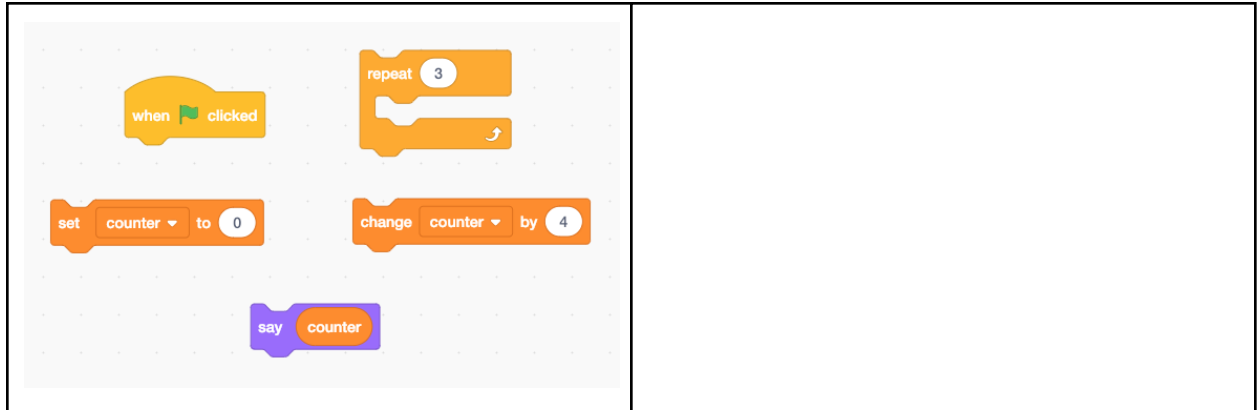 when clicked
repeat 3
set counter to 0
change counter by 4
say counter